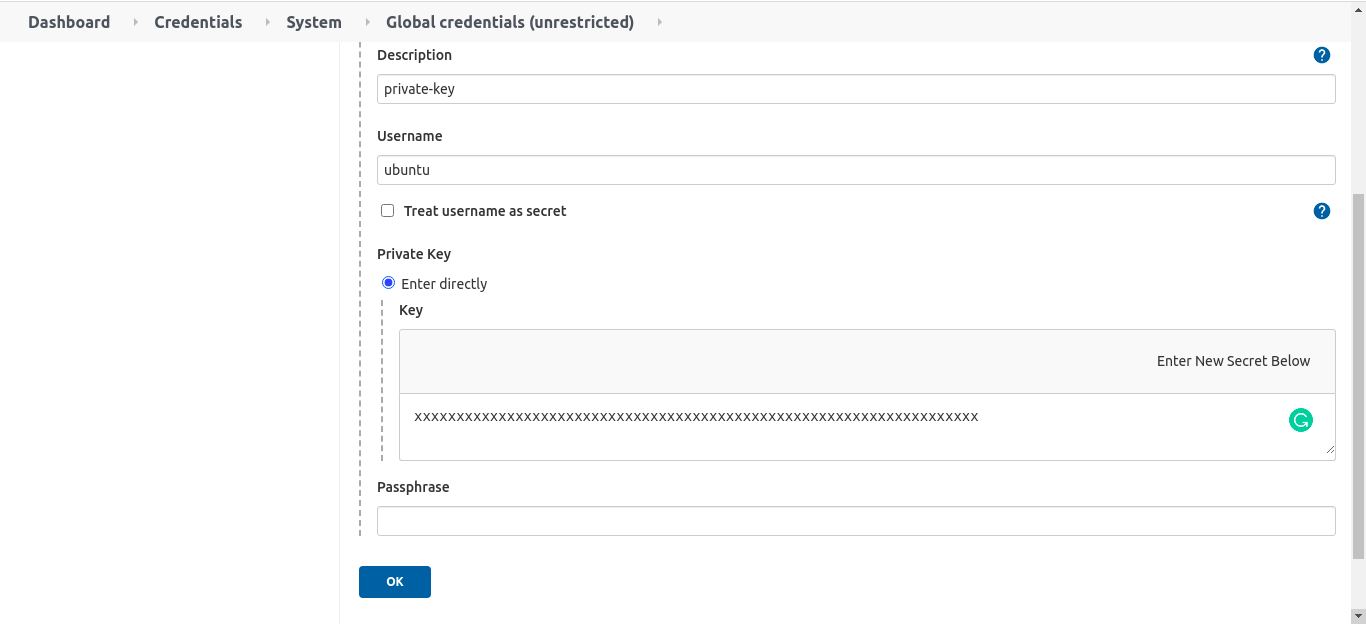 Dashboard Credentials System Global credentials (unrestricted)
Description
?
private-key
Username
ubuntu
Treat username as secret
?
Private Key
Enter directly
Key
Enter New Secret Below
xxxxxxxxxxxxxxxxxxxxxxxxxxxxxxxxxxxxxxxxxxxxxxxxxxxxxxxxxxxxxxxxxxx
Passphrase
OK